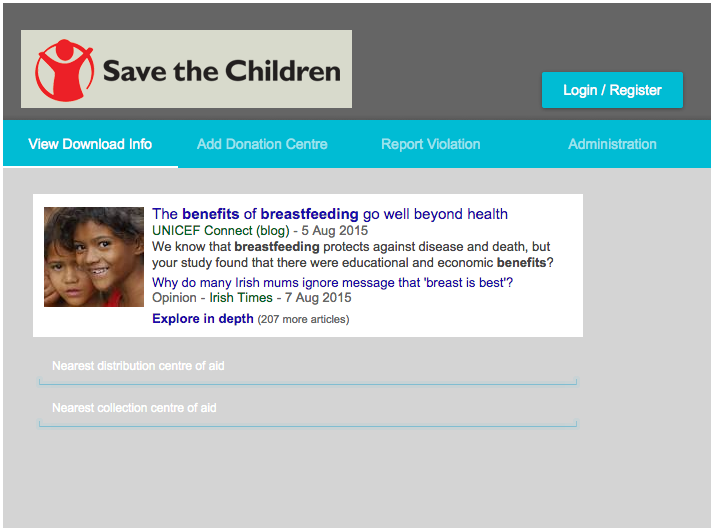 Save the Children
Login / Register
View Download Info
Add Donation Centre
Report Violation
Administration
The benefits of breastfeeding go well beyond health
UNICEF Connect (blog) - 5 Aug 2015
We know that breastfeeding protects against disease and death, but
your study found that there were educational and economic benefits?
Why do many Irish mums ignore message that 'breast is best'?
Opinion - Irish Times - 7 Aug 2015
Explore in depth (207 more articles)
Nearest distribution centre of aid
Nearest collection centre of aid